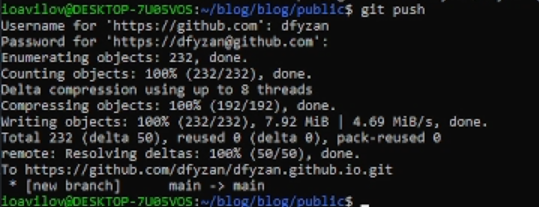 ioavilov@DESKTOP-7U05VOS:~/blog/blog/public$ git push
Username for 'https://github.com': dfyzan
Password for 'https://dfyzan@github.com':
Enumerating objects: 232, done.
Counting objects: 100% (232/232), done.
Delta compression using up to 8 threads
Compressing objects: 100% (192/192), done.
Writing objects: 100% (232/232), 7.92 MiB | 4.69 MiB/s, done.
Total 232 (delta 50), reused 0 (delta 0), pack-reused 0
remote: Resolving deltas: 100% (50/50), done.
To https://github.com/dfyzan/dfyzan.github.io.git
 * [new branch]      main -> main
ioavilov@DESKTOP-7U05VOS:~/blog/blog/public$